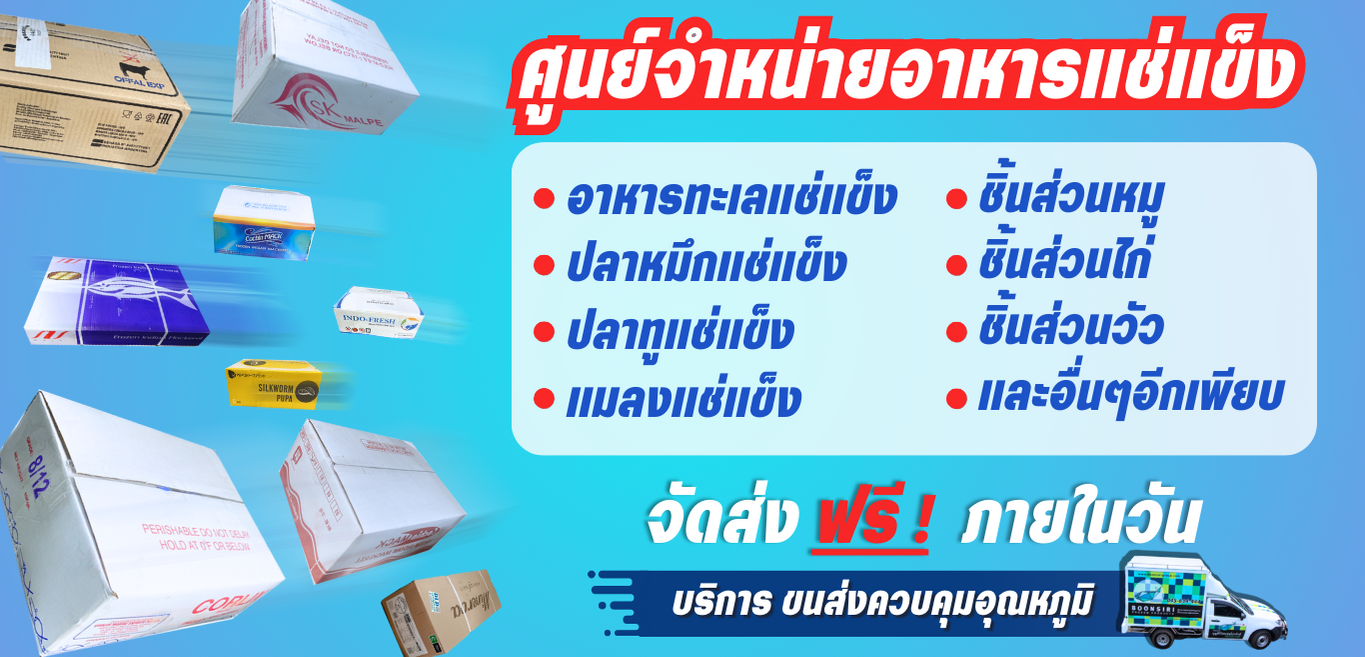 ศูนย์จำหน่ายอาหารแช่แข็ง
อาหารทะเลแช่แข็ง
ปลาหมึกแช่แข็ง
ปลาทูแช่แข็ง
แมลงแช่แข็ง
ชิ้นส่วนหมู
ชิ้นส่วนไก่
ชิ้นส่วนวัว
และอื่นๆอีกเพียบ
จัดส่ง ฟรี ! ภายในวัน
บริการ ขนส่งควบคุมอุณหภูมิ
OFFAL EXP
EAC
SK
MALPE
Cochin MACK
INDO-FRESH
SILKWORM
PUPA
8/12
PERISHABLE DO NOT DELAY
HOLD AT 0°F OR BELOW
Minerva
BOONSIRI